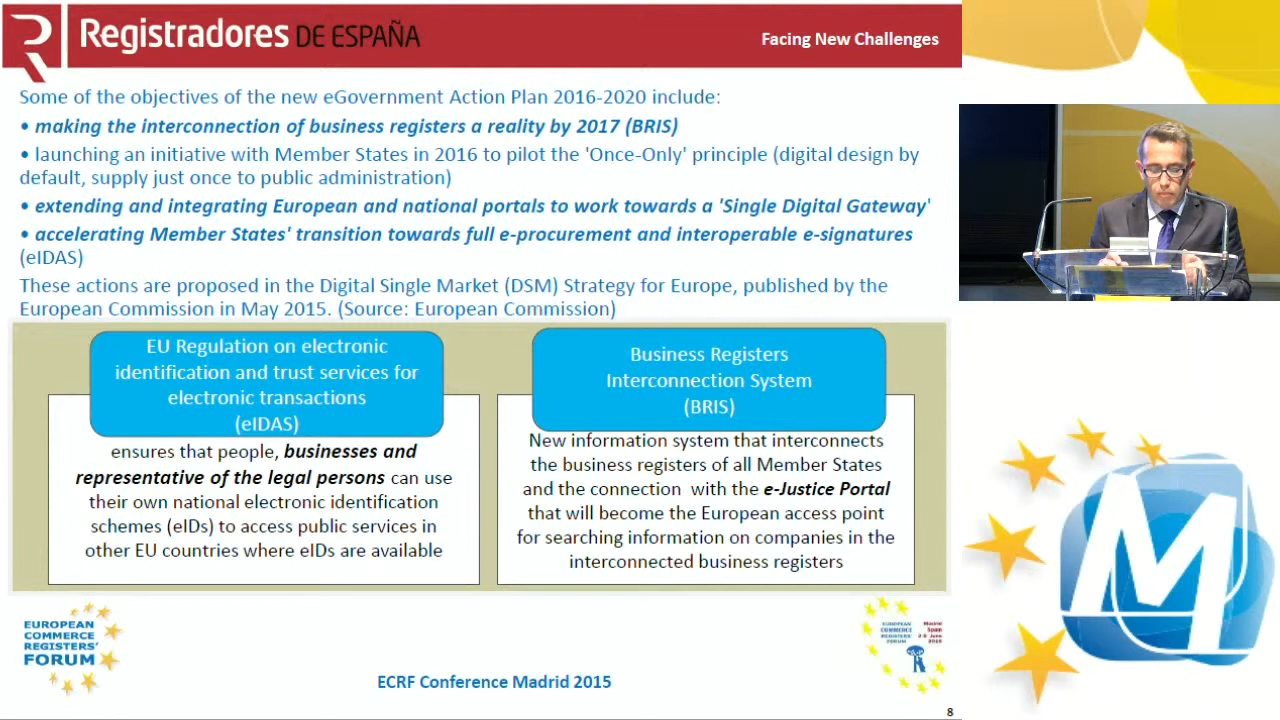 Registradores DE ESPAÑA
Facing New Challenges
Some of the objectives of the new eGovernment Action Plan 2016-2020 include:
• making the interconnection of business registers a reality by 2017 (BRIS)
• launching an initiative with Member States in 2016 to pilot the 'Once-Only' principle (digital design by
default, supply just once to public administration)
• extending and integrating European and national portals to work towards a 'Single Digital Gateway'
• accelerating Member States' transition towards full e-procurement and interoperable e-signatures
(eIDAS)
These actions are proposed in the Digital Single Market (DSM) Strategy for Europe, published by the
European Commission in May 2015. (Source: European Commission)
EU Regulation on electronic
identification and trust services for
electronic transactions
(eIDAS)
ensures that people, businesses and
representative of the legal persons can use
their own national electronic identification
schemes (eIDs) to access public services in
other EU countries where eIDs are available
Business Registers
Interconnection System
(BRIS)
New information system that interconnects
the business registers of all Member States
and the connection with the e-Justice Portal
that will become the European access point
for searching information on companies in the
interconnected business registers
EUROPEAN
COMMERCE
REGISTERS'
FORUM
EUROPEAN
COMMERCE
REGISTERS
FORUM
Madrid
Spain
ECRF Conference Madrid 2015
8
M